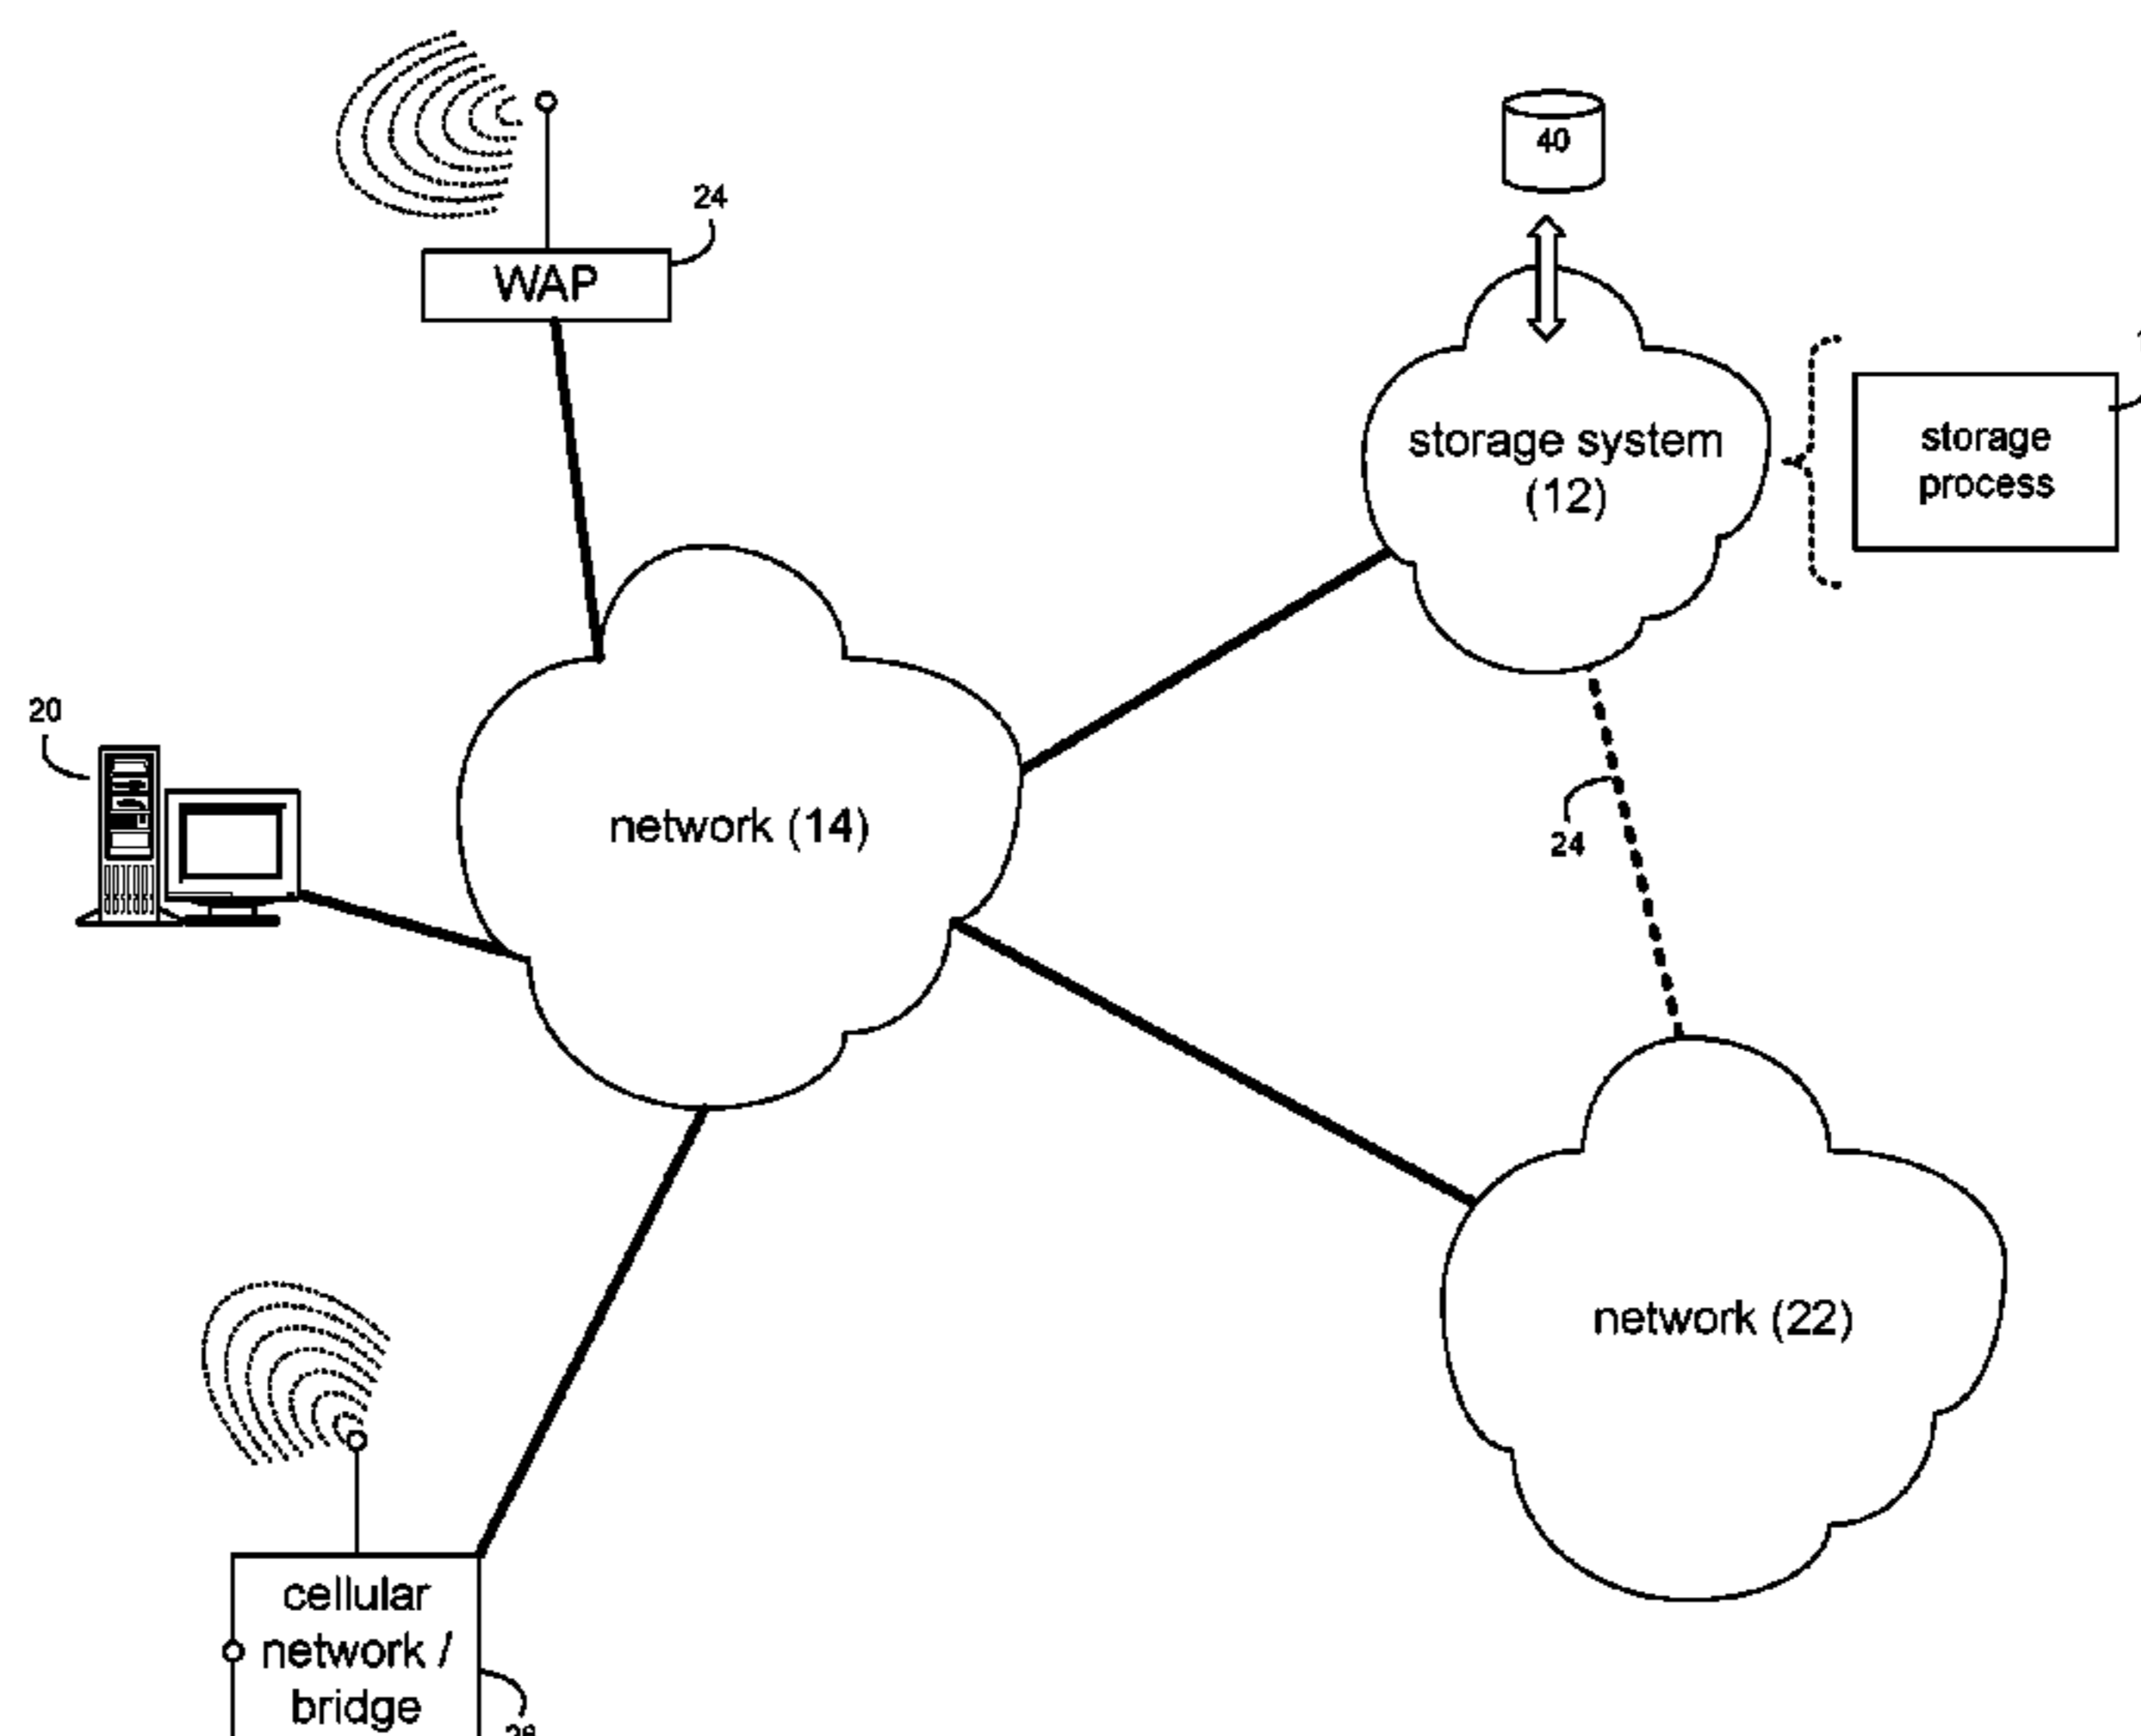 40
24
WAP
storage system
(12)
storage
process
20
network (14)
24
network (22)
cellular
network /
bridge